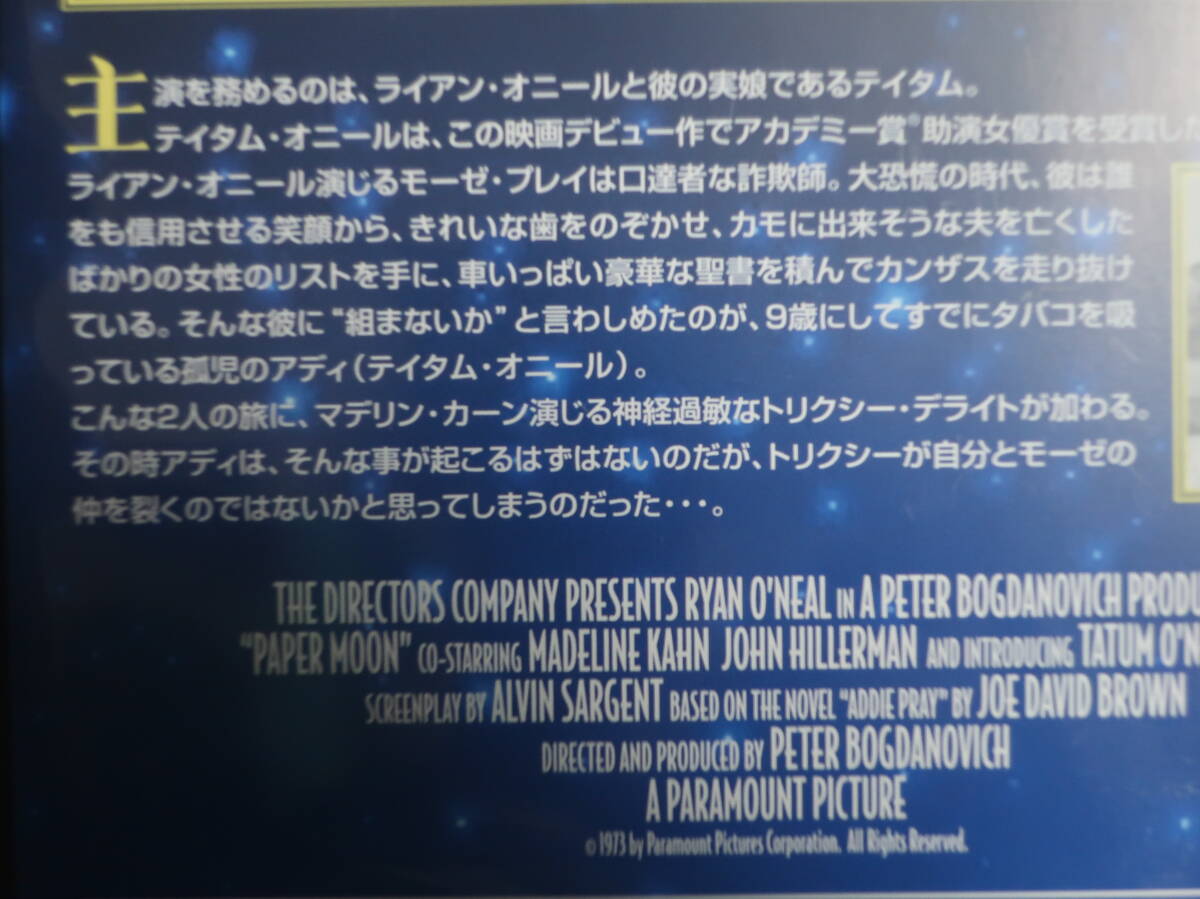 主演を務めるのは、ライアン・オニールと彼の実娘であるテイタム。
テイタム・オニールは、この映画デビュー作でアカデミー賞®助演女優賞を受賞した
ライアン・オニール演じるモーゼ・プレイは口達者な詐欺師。大恐慌の時代、彼は誰
をも信用させる笑顔から、きれいな歯をのぞかせ、カモに出来そうな夫を亡くした
ばかりの女性のリストを手に、車いっぱい豪華な聖書を積んでカンザスを走り抜け
ている。そんな彼に“組まないか”と言わしめたのが、9歳にしてすでにタバコを吸
っている孤児のアディ(テイタム・オニール)。
こんな2人の旅に、マデリン・カーン演じる神経過敏なトリクシー・デライトが加わる。
その時アディは、そんな事が起こるはずはないのだが、トリクシーが自分とモーゼの
仲を裂くのではないかと思ってしまうのだった・・・。
THE DIRECTORS COMPANY PRESENTS RYAN O'NEAL IN A PETER BOGDANOVICH PRODU
"PAPER MOON" CO-STARRING MADELINE KAHN JOHN HILLERMAN AND INTRODUCING TATUM O'N
SCREENPLAY BY ALVIN SARGENT BASED ON THE NOVEL "ADDIE PRAY" BY JOE DAVID BROWN
DIRECTED AND PRODUCED BY PETER BOGDANOVICH
A PARAMOUNT PICTURE
© 1973 by Paramount Pictures Corporation. All Rights Reserved.